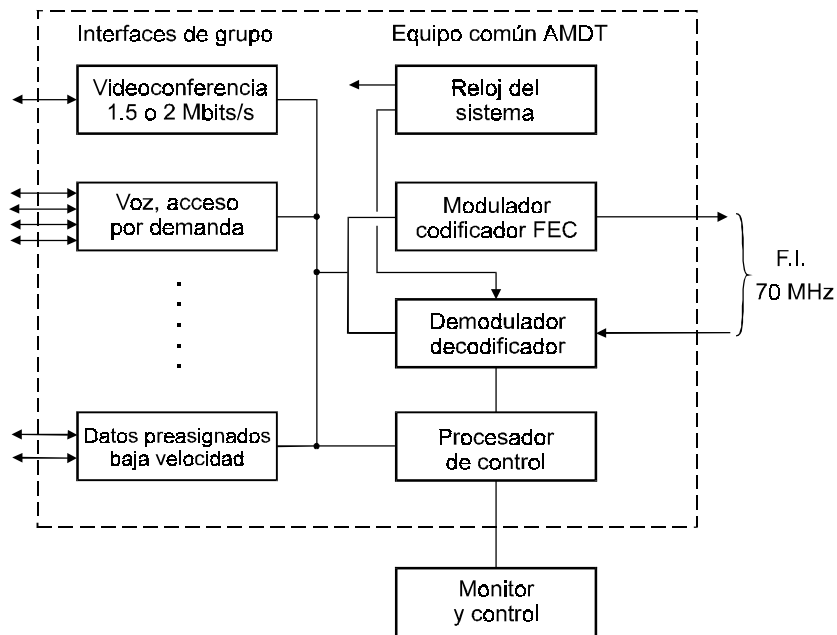 Interfaces de grupo
Equipo común AMDT
Videoconferencia
1.5 o 2 Mbits/s
Reloj del
sistema
Voz, acceso
por demanda
Modulador
codificador FEC
F.I.
70 MHz
Demodulador
decodificador
Datos preasignados
baja velocidad
Procesador
de control
Monitor
y control